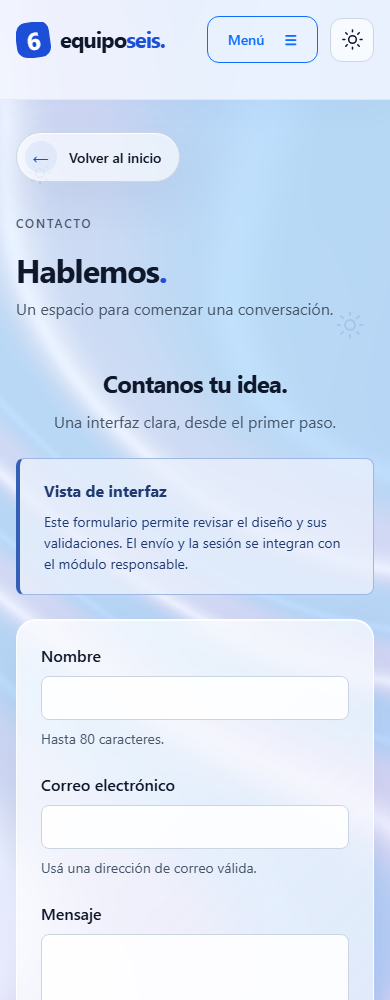 6 equiposeis.
Menú ☰
← Volver al inicio
CONTACTO
Hablemos.
Un espacio para comenzar una conversación.
Contanos tu idea.
Una interfaz clara, desde el primer paso.
Vista de interfaz
Este formulario permite revisar el diseño y sus
validaciones. El envío y la sesión se integran con
el módulo responsable.
Nombre
Hasta 80 caracteres.
Correo electrónico
Usá una dirección de correo válida.
Mensaje